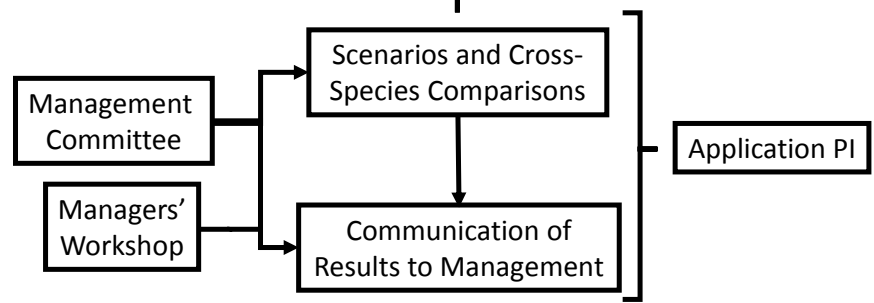 Scenarios and Cross-
Species Comparisons
Management
Committee
Application PI
Managers’
Workshop
Communication of
Results to Management